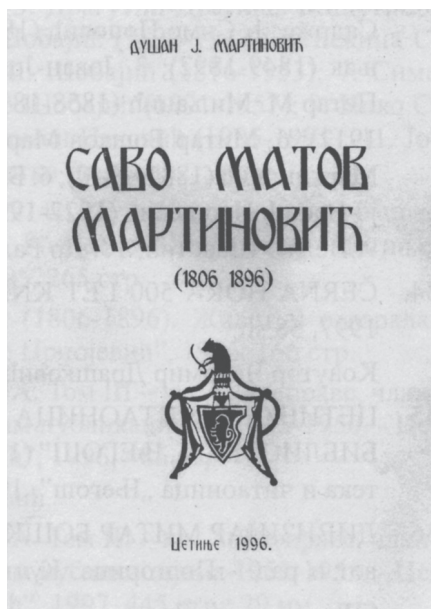 ДУШАН Ј. МАРТИНОВИЋ
САВО МАТОВ
МАРТИНОВИЋ
(1806 1896)
ЦЕТИЊЕ 1996.